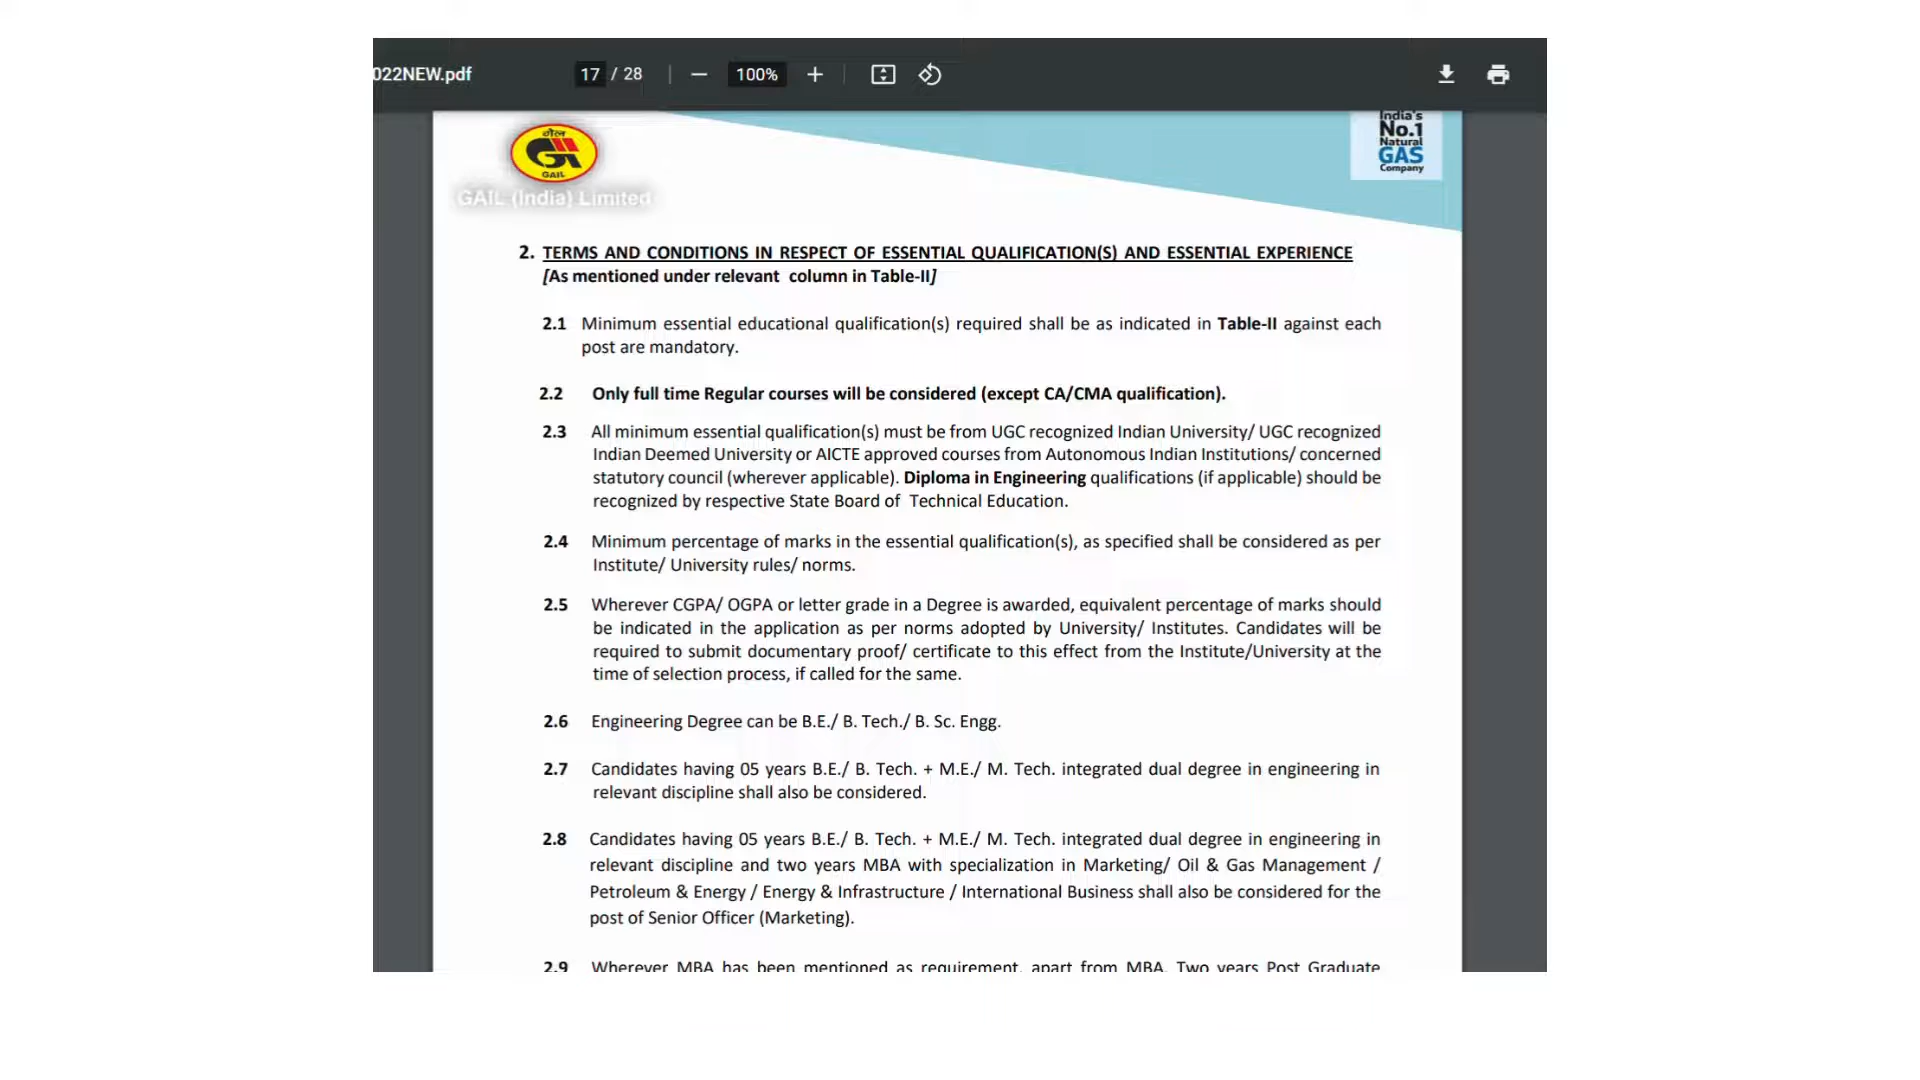 022NEW.pdf
17 / 28
100%
India's
No.1
Natural
GAS
Company
गेल
GAIL
GAIL (India) Limited
2. TERMS AND CONDITIONS IN RESPECT OF ESSENTIAL QUALIFICATION(S) AND ESSENTIAL EXPERIENCE
[As mentioned under relevant column in Table-II]
2.1 Minimum essential educational qualification(s) required shall be as indicated in Table-II against each
post are mandatory.
2.2 Only full time Regular courses will be considered (except CA/CMA qualification).
2.3 All minimum essential qualification(s) must be from UGC recognized Indian University/ UGC recognized
Indian Deemed University or AICTE approved courses from Autonomous Indian Institutions/ concerned
statutory council (wherever applicable). Diploma in Engineering qualifications (if applicable) should be
recognized by respective State Board of Technical Education.
2.4 Minimum percentage of marks in the essential qualification(s), as specified shall be considered as per
Institute/ University rules/ norms.
2.5 Wherever CGPA/ OGPA or letter grade in a Degree is awarded, equivalent percentage of marks should
be indicated in the application as per norms adopted by University/ Institutes. Candidates will be
required to submit documentary proof/ certificate to this effect from the Institute/University at the
time of selection process, if called for the same.
2.6 Engineering Degree can be B.E./ B. Tech./ B. Sc. Engg.
2.7 Candidates having 05 years B.E./ B. Tech. + M.E./ M. Tech. integrated dual degree in engineering in
relevant discipline shall also be considered.
2.8 Candidates having 05 years B.E./ B. Tech. + M.E./ M. Tech. integrated dual degree in engineering in
relevant discipline and two years MBA with specialization in Marketing/ Oil & Gas Management /
Petroleum & Energy / Energy & Infrastructure / International Business shall also be considered for the
post of Senior Officer (Marketing).
2.9 Wherever MBA has been mentioned as requirement, apart from MBA, Two years Post Graduate